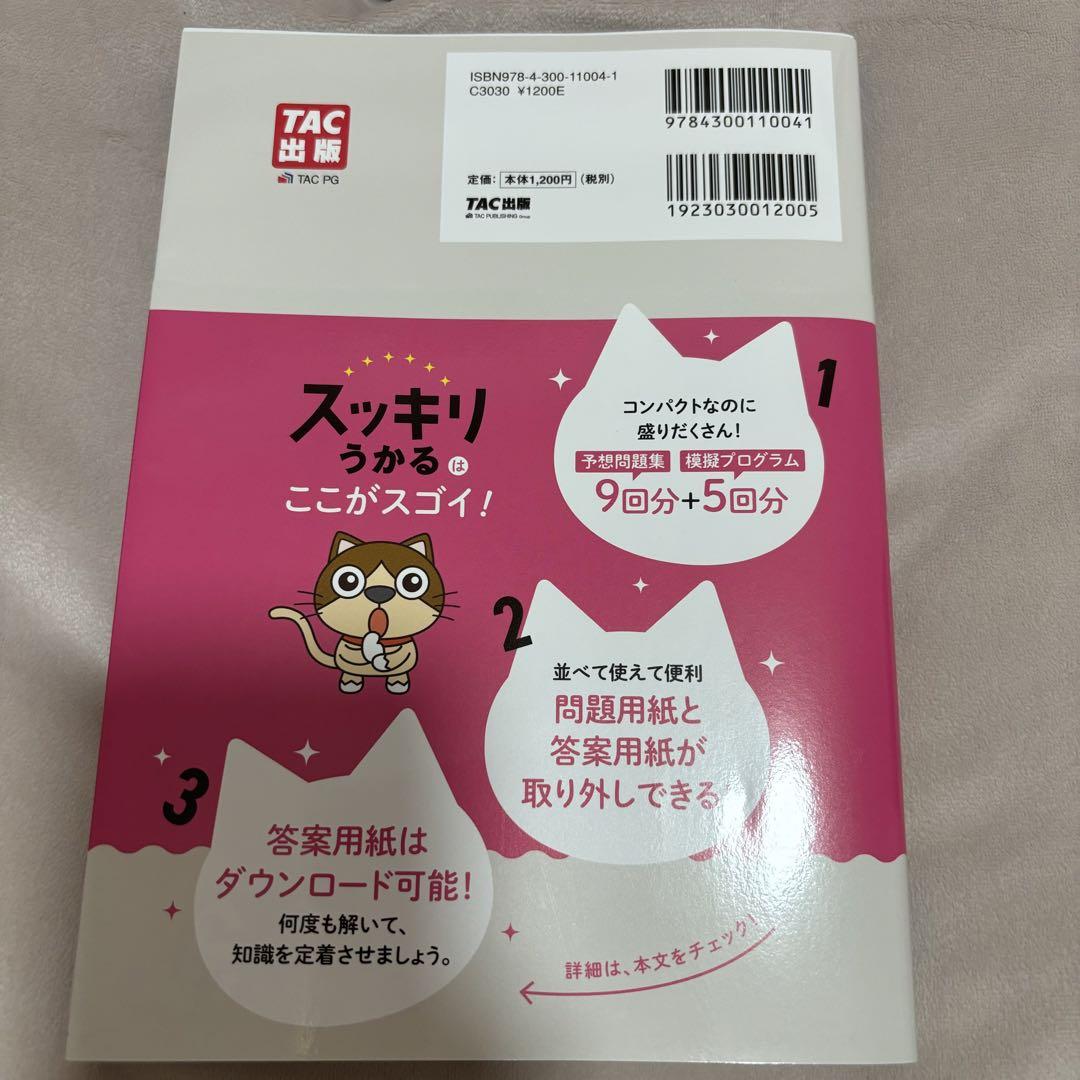 TAC
出版
TAC PG
ISBN978-4-300-11004-1
C3030 ¥1200E
定価: 本体1,200円 (税別)
TAC出版
TAC PUBLISHING Group
9784300110041
1923030012005
スッキリ
うかるは
ここがスゴイ!
1
コンパクトなのに
盛りだくさん!
予想問題集 模擬プログラム
9回分+5回分
2
並べて使えて便利
問題用紙と
答案用紙が
取り外しできる
3
答案用紙は
ダウンロード可能!
何度も解いて、
知識を定着させましょう。
詳細は、本文をチェック!